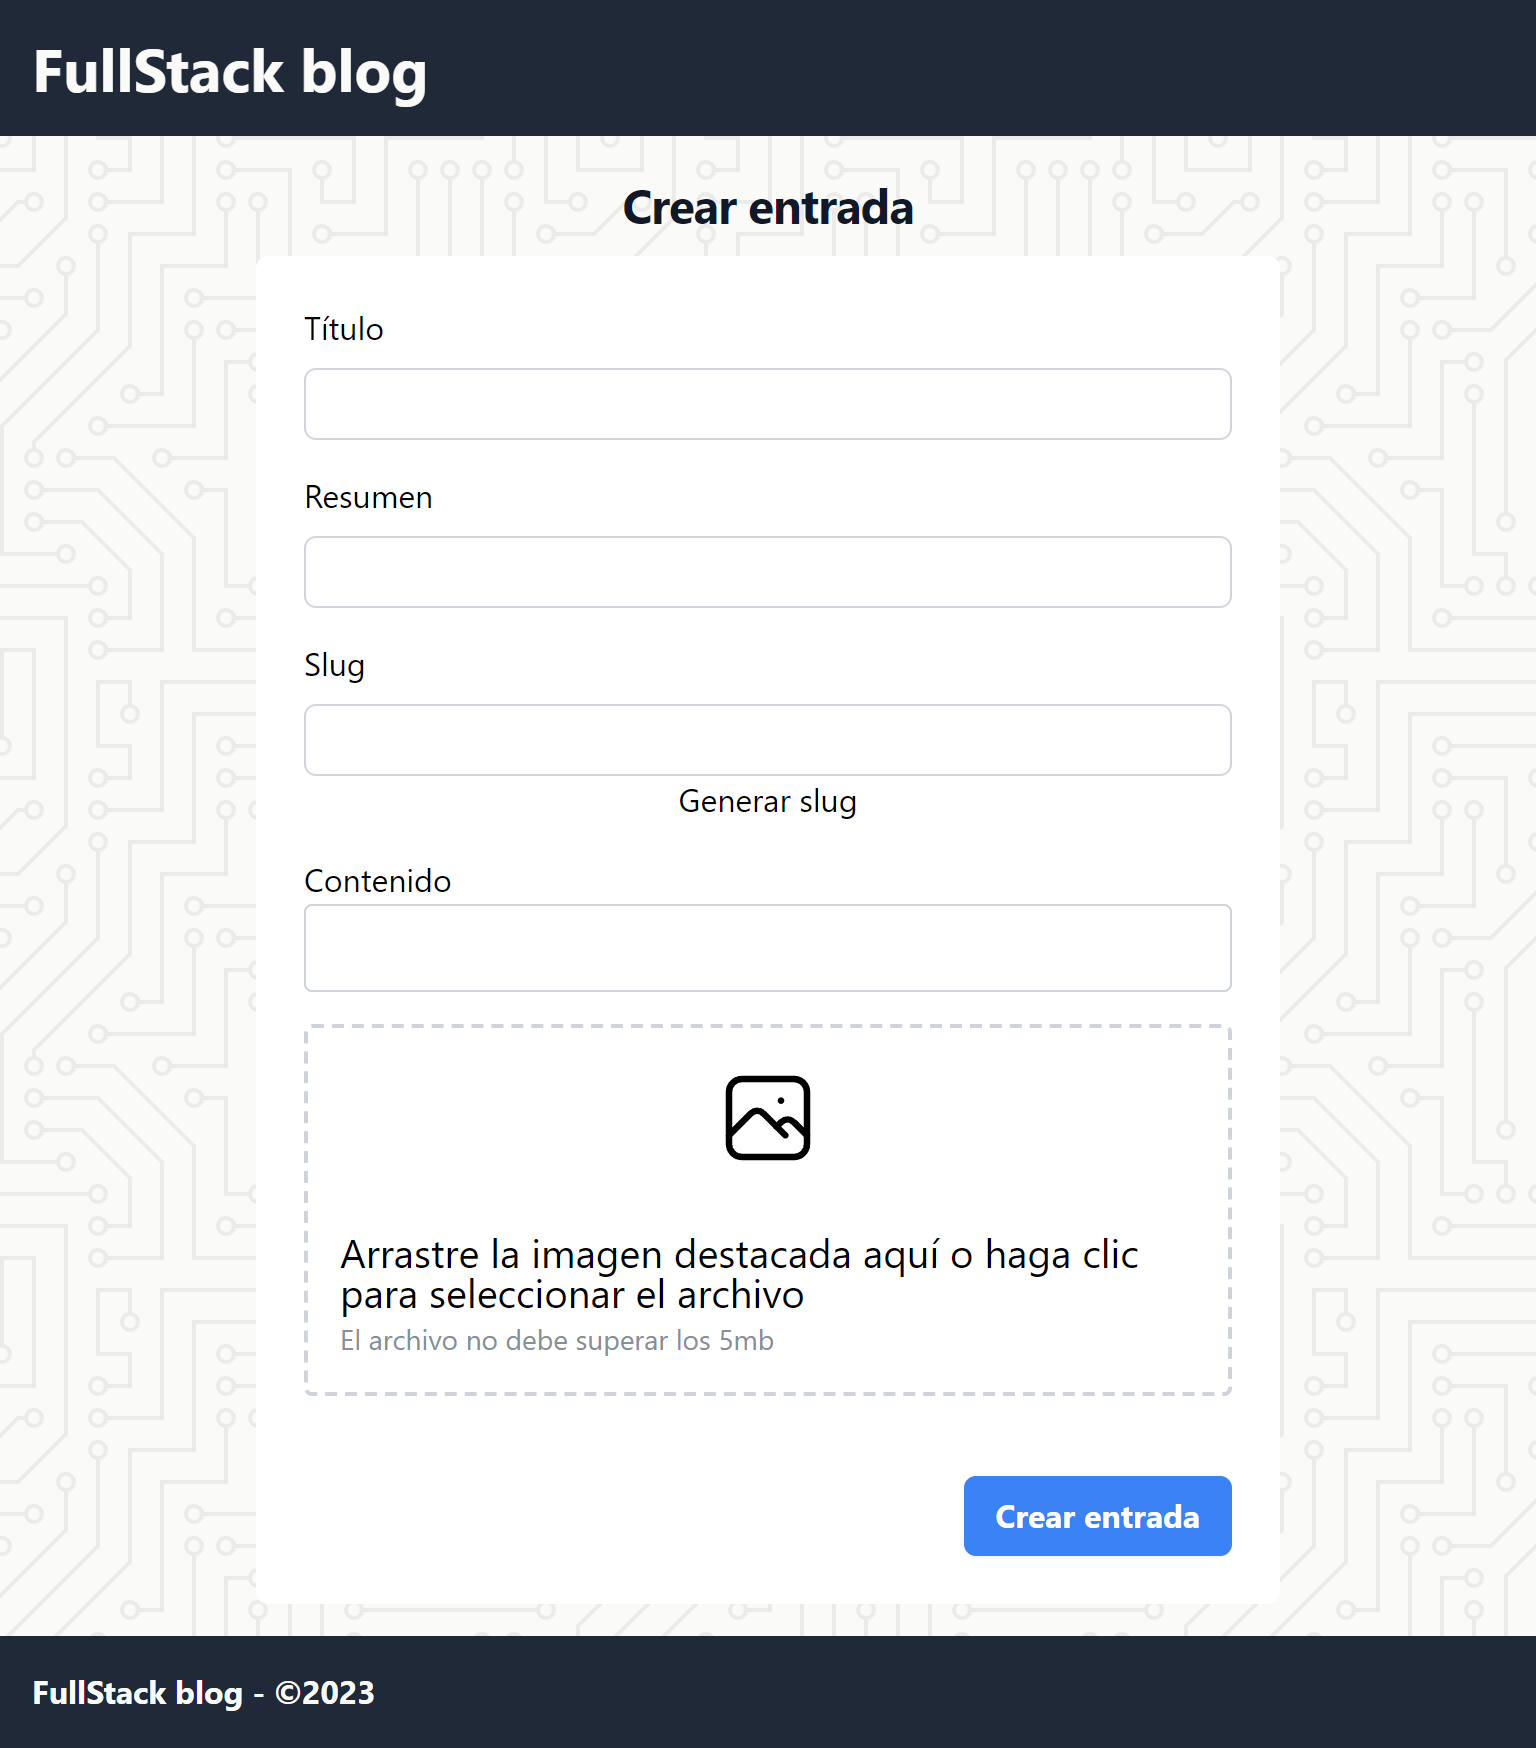 FullStack blog
Crear entrada
Título
Resumen
Slug
Generar slug
Contenido
Arrastre la imagen destacada aquí o haga clic
para seleccionar el archivo
El archivo no debe superar los 5mb
Crear entrada
FullStack blog - ©2023